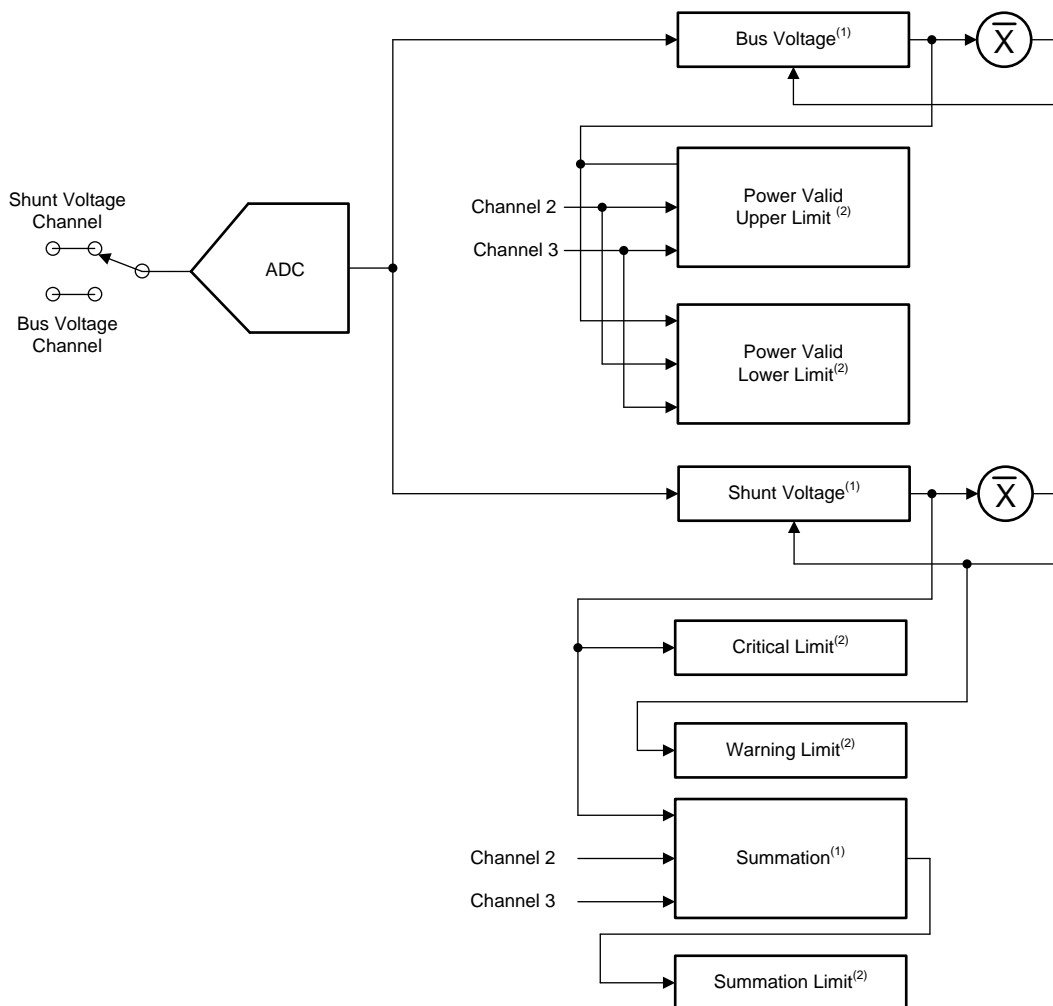 Bus Voltage(1)
X̅
Shunt Voltage
Channel
ADC
Bus Voltage
Channel
Channel 2
Channel 3
Power Valid
Upper Limit (2)
Power Valid
Lower Limit(2)
Shunt Voltage(1)
X̅
Critical Limit(2)
Warning Limit(2)
Channel 2
Channel 3
Summation(1)
Summation Limit(2)